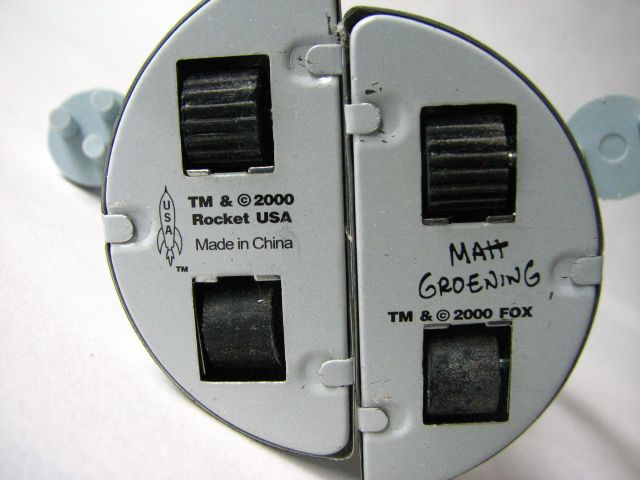 USA
TM & © 2000
Rocket USA
Made in China
TM
MATT
GROENING
TM & © 2000 FOX